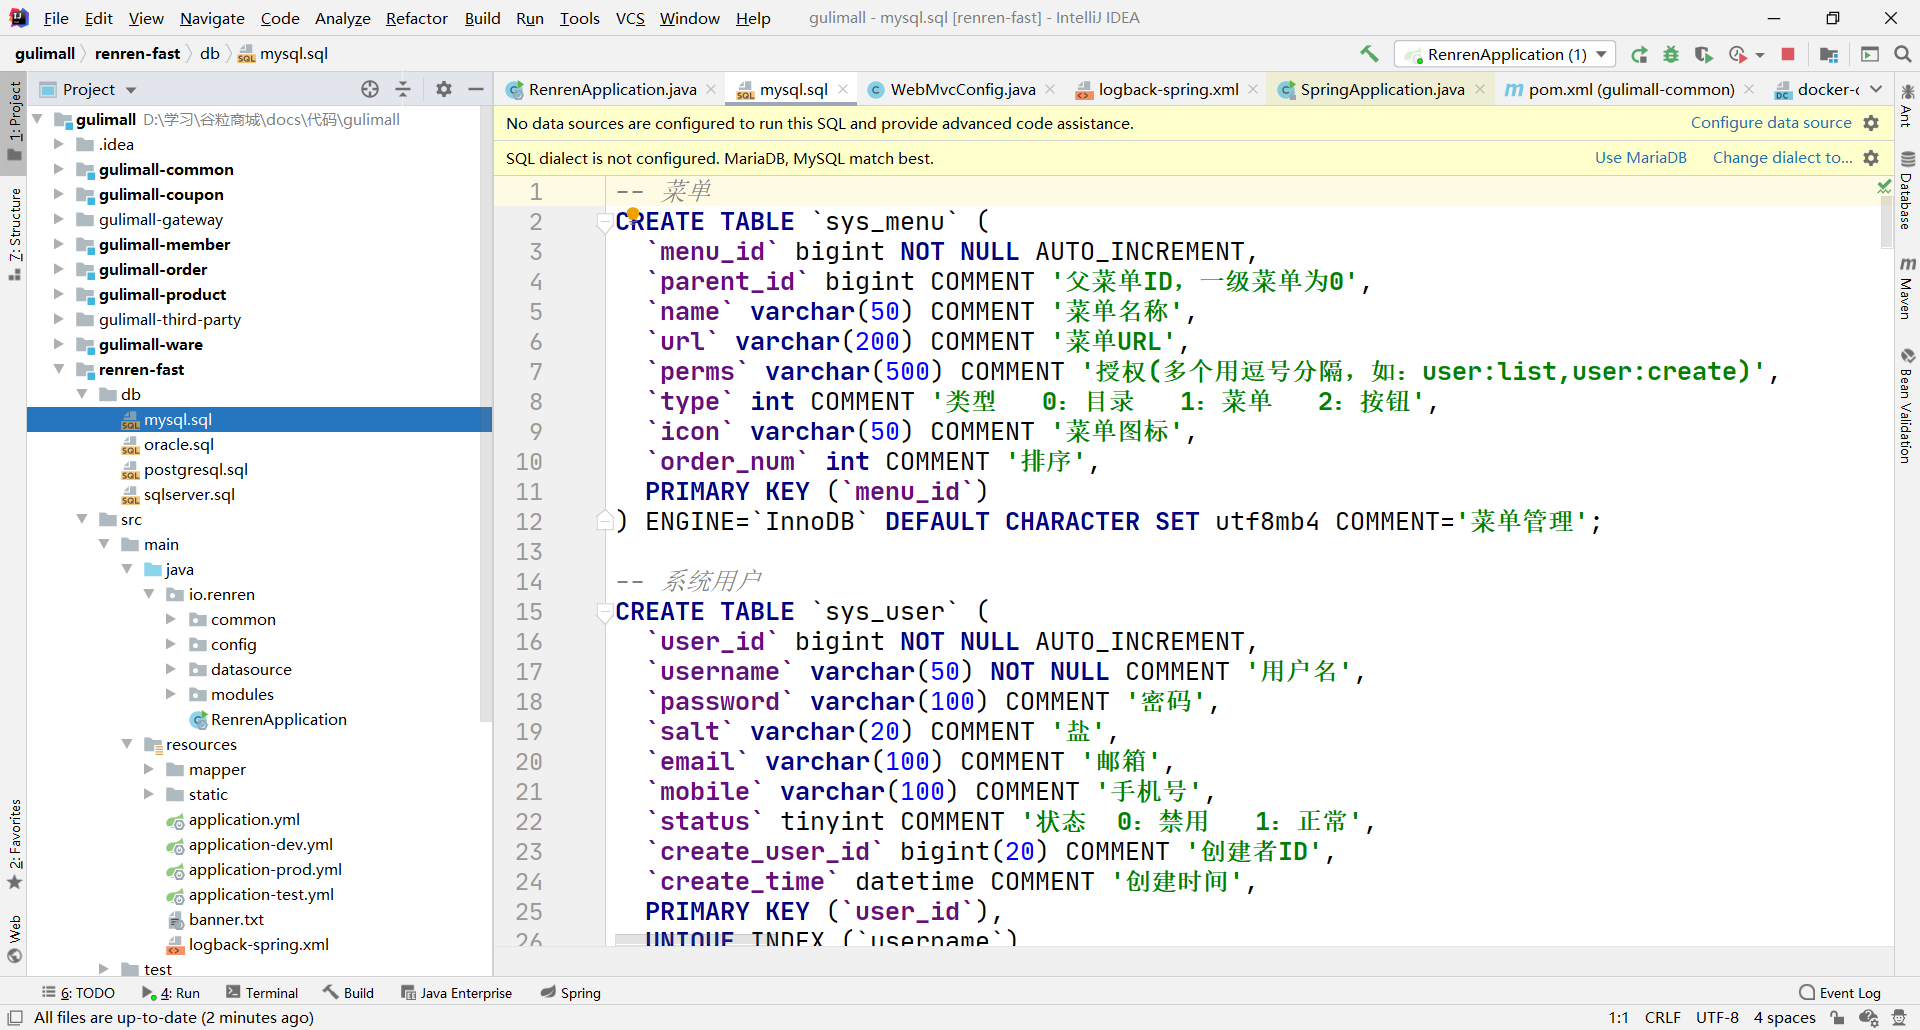 File Edit View Navigate Code Analyze Refactor Build Run Tools VCS Window Help gulimall - mysql.sql [renren-fast] - IntelliJ IDEA
gulimall renren-fast db mysql.sql RenrenApplication (1)
Project RenrenApplication.java mysql.sql WebMvcConfig.java logback-spring.xml SpringApplication.java pom.xml (gulimall-common) docker-c
No data sources are configured to run this SQL and provide advanced code assistance. Configure data source
SQL dialect is not configured. MariaDB, MySQL match best. Use MariaDB Change dialect to...
1: Project
7: Structure
2: Favorites
Web
gulimall D:\学习\谷粒商城\docs\代码\gulimall
.idea
gulimall-common
gulimall-coupon
gulimall-gateway
gulimall-member
gulimall-order
gulimall-product
gulimall-third-party
gulimall-ware
renren-fast
db
mysql.sql
oracle.sql
postgresql.sql
sqlserver.sql
src
main
java
io.renren
common
config
datasource
modules
RenrenApplication
resources
mapper
static
application.yml
application-dev.yml
application-prod.yml
application-test.yml
banner.txt
logback-spring.xml
test
1 -- 菜单
2 CREATE TABLE `sys_menu` (
3 `menu_id` bigint NOT NULL AUTO_INCREMENT,
4 `parent_id` bigint COMMENT '父菜单ID，一级菜单为0',
5 `name` varchar(50) COMMENT '菜单名称',
6 `url` varchar(200) COMMENT '菜单URL',
7 `perms` varchar(500) COMMENT '授权(多个用逗号分隔，如：user:list,user:create)',
8 `type` int COMMENT '类型 0：目录 1：菜单 2：按钮',
9 `icon` varchar(50) COMMENT '菜单图标',
10 `order_num` int COMMENT '排序',
11 PRIMARY KEY (`menu_id`)
12 ) ENGINE=`InnoDB` DEFAULT CHARACTER SET utf8mb4 COMMENT='菜单管理';
13
14 -- 系统用户
15 CREATE TABLE `sys_user` (
16 `user_id` bigint NOT NULL AUTO_INCREMENT,
17 `username` varchar(50) NOT NULL COMMENT '用户名',
18 `password` varchar(100) COMMENT '密码',
19 `salt` varchar(20) COMMENT '盐',
20 `email` varchar(100) COMMENT '邮箱',
21 `mobile` varchar(100) COMMENT '手机号',
22 `status` tinyint COMMENT '状态 0：禁用 1：正常',
23 `create_user_id` bigint(20) COMMENT '创建者ID',
24 `create_time` datetime COMMENT '创建时间',
25 PRIMARY KEY (`user_id`),
26 UNIQUE INDEX (`username`)
Ant
Database
Maven
Bean Validation
6: TODO 4: Run Terminal Build Java Enterprise Spring Event Log
All files are up-to-date (2 minutes ago) 1:1 CRLF UTF-8 4 spaces